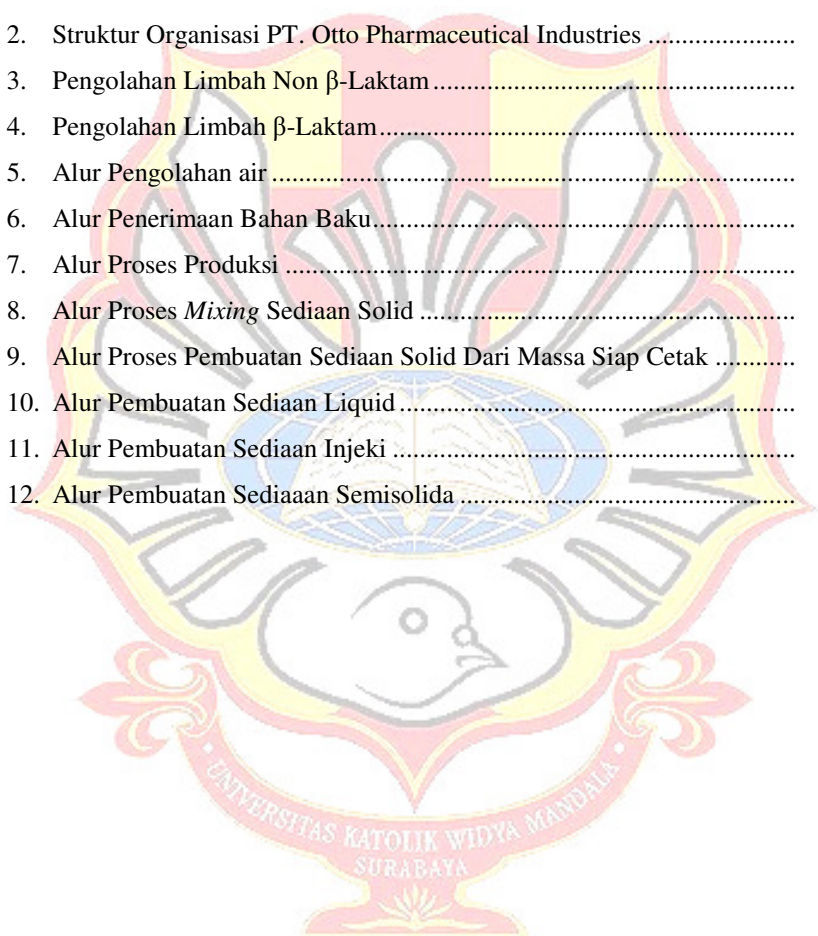 2. Struktur Organisasi PT. Otto Pharmaceutical Industries ......................
3. Pengolahan Limbah Non β-Laktam ......................................................
4. Pengolahan Limbah β-Laktam..............................................................
5. Alur Pengolahan air ..............................................................................
6. Alur Penerimaan Bahan Baku...............................................................
7. Alur Proses Produksi ............................................................................
8. Alur Proses Mixing Sediaan Solid ........................................................
9. Alur Proses Pembuatan Sediaan Solid Dari Massa Siap Cetak ............
10. Alur Pembuatan Sediaan Liquid ...........................................................
11. Alur Pembuatan Sediaan Injeki ............................................................
12. Alur Pembuatan Sediaaan Semisolida ..................................................
UNIVERSITAS KATOLIK WIDYA MANDALA
SURABAYA